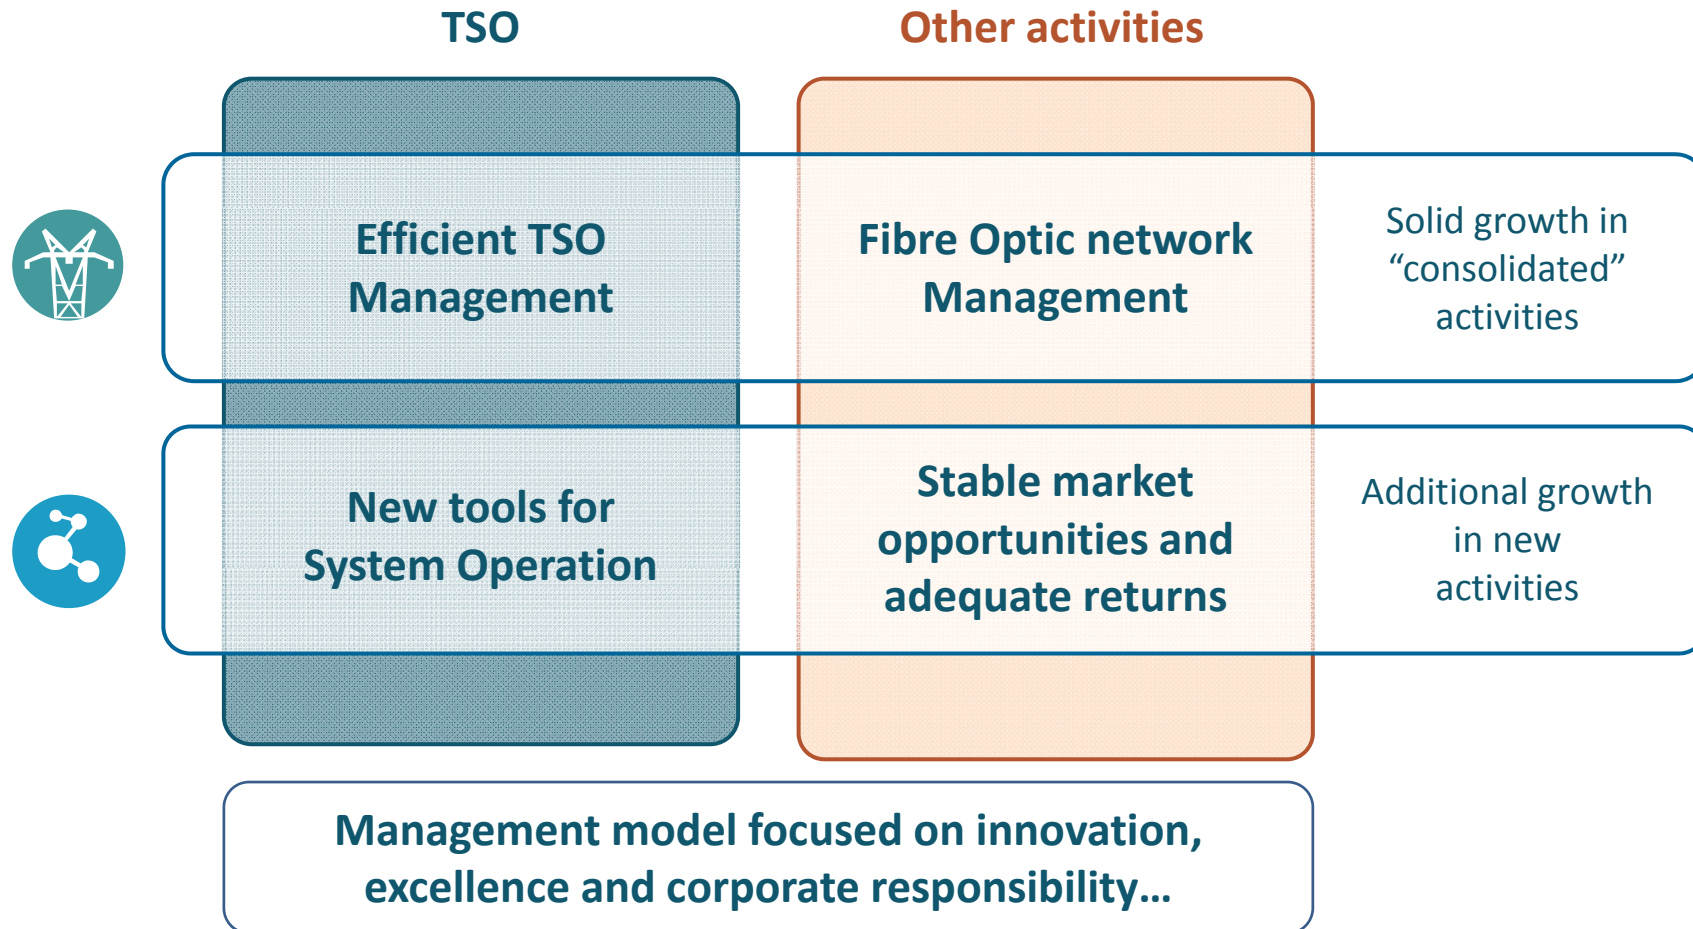 TSO
Other activities
Efficient TSO
Management
Fibre Optic network
Management
Solid growth in
“consolidated”
activities
New tools for
System Operation
Stable market
opportunities and
adequate returns
Additional growth
in new
activities
Management model focused on innovation,
excellence and corporate responsibility…